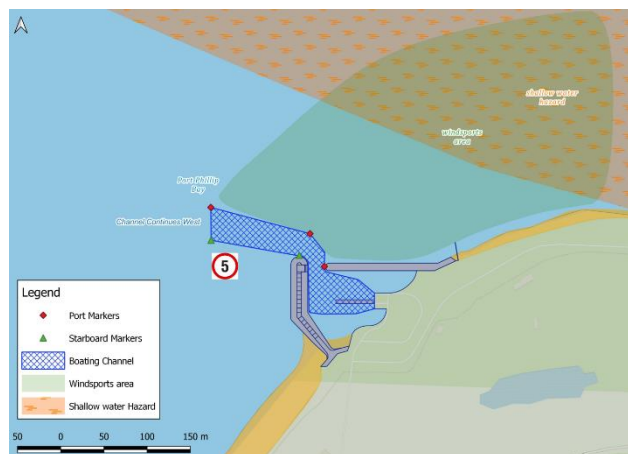 shallow water
hazard
windsports
area
Port Phillip
Bay
Channel Continues West
5
Legend
Port Markers
Starboard Markers
Boating Channel
Windsports area
Shallow water Hazard
50 0 50 100 150 m